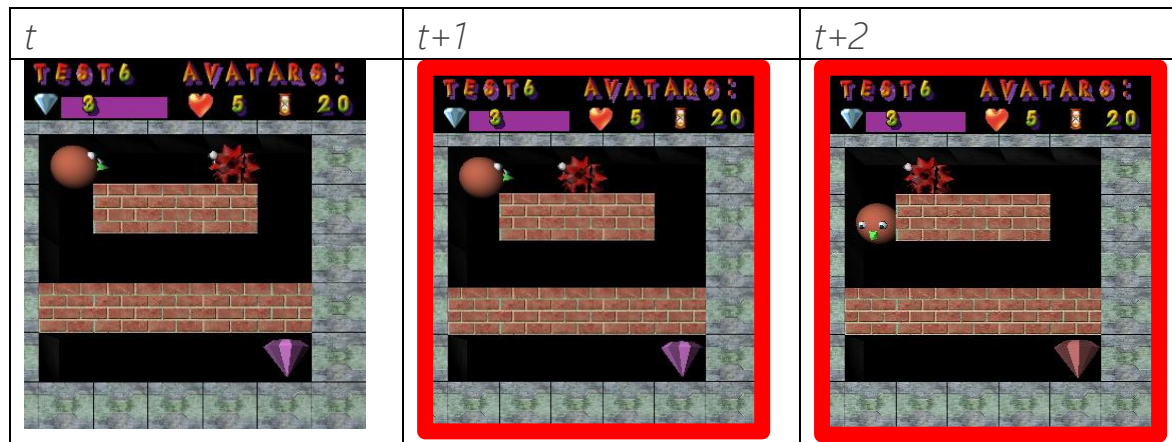 t t+1 t+2
TEST6 AVATARS: TEST6 AVATARS: TEST6 AVATARS:
3 5 20 3 5 20 3 5 20